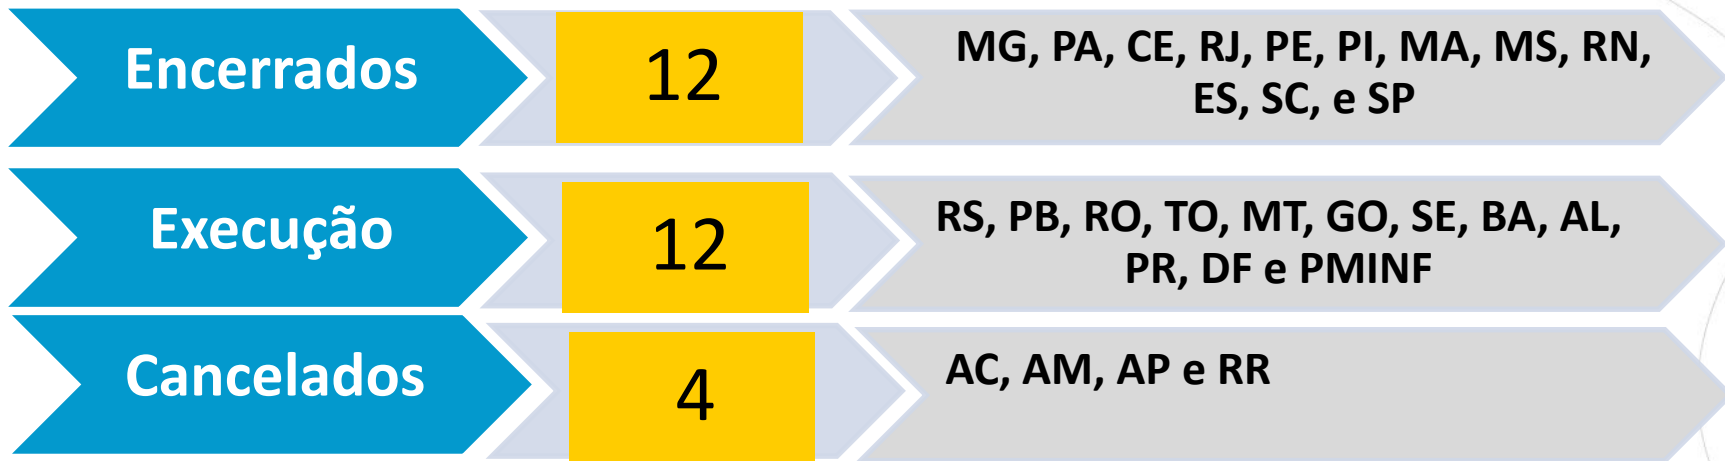 Encerrados
12
MG, PA, CE, RJ, PE, PI, MA, MS, RN,
ES, SC, e SP
Execução
12
RS, PB, RO, TO, MT, GO, SE, BA, AL,
PR, DF e PMINF
Cancelados
4
AC, AM, AP e RR